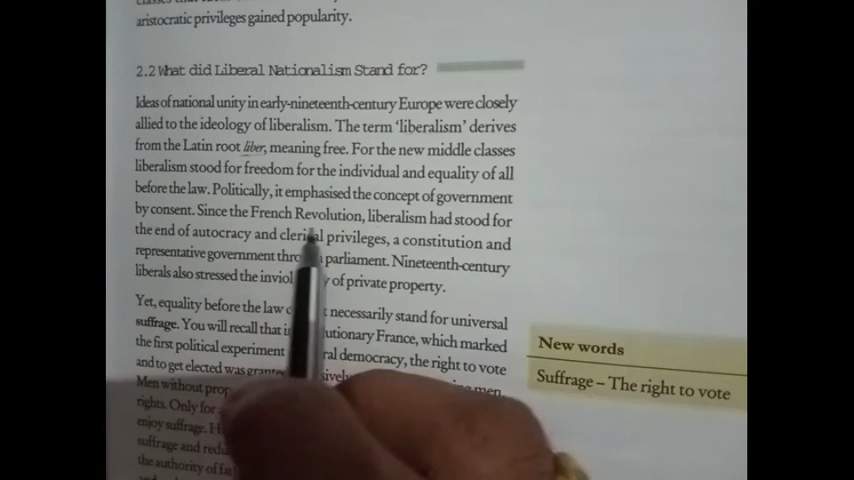 aristocratic privileges gained popularity.
2.2 What did Liberal Nationalism Stand for?
Ideas of national unity in early-nineteenth-century Europe were closely
allied to the ideology of liberalism. The term 'liberalism' derives
from the Latin root liber, meaning free. For the new middle classes
liberalism stood for freedom for the individual and equality of all
before the law. Politically, it emphasised the concept of government
by consent. Since the French Revolution, liberalism had stood for
the end of autocracy and clerical privileges, a constitution and
representative government through parliament. Nineteenth-century
liberals also stressed the of private property.
Yet, equality before the law necessarily stand for universal
suffrage. You will recall that in France, which marked
the first political experiment democracy, the right to vote
and to get elected was men.
Men without
rights. Only for
enjoy suffrage.
suffrage and
the authority of
New words
Suffrage – The right to vote